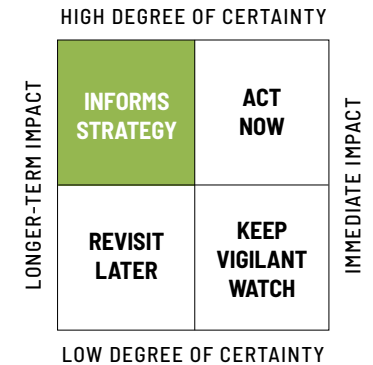 HIGH DEGREE OF CERTAINTY
LONGER-TERM IMPACT
INFORMS
STRATEGY
ACT
NOW
IMMEDIATE IMPACT
REVISIT
LATER
KEEP
VIGILANT
WATCH
LOW DEGREE OF CERTAINTY